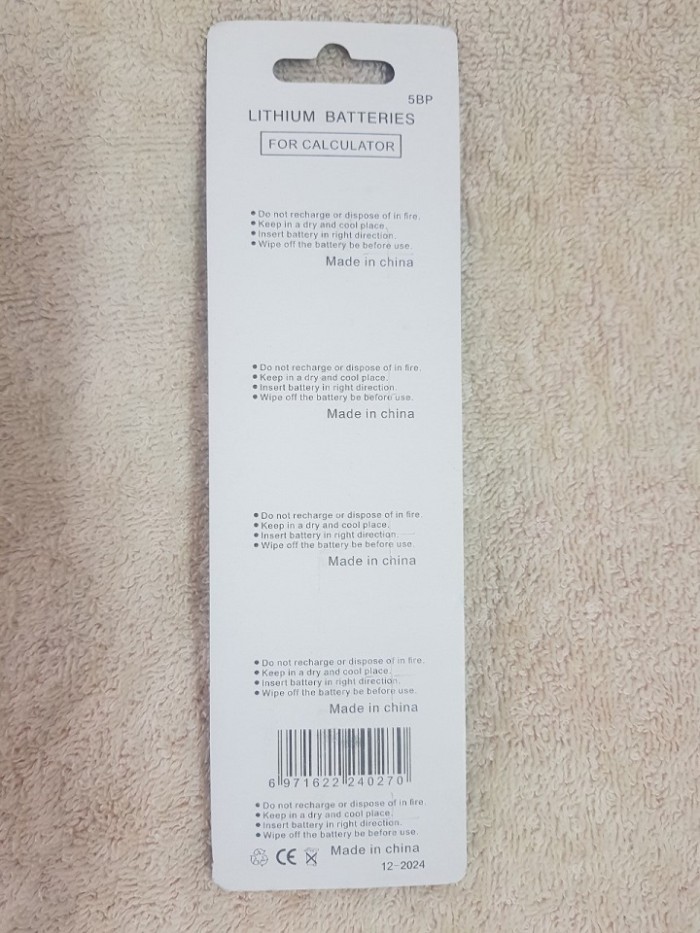 5BP
LITHIUM BATTERIES
FOR CALCULATOR
• Do not recharge or dispose of in fire.
• Keep in a dry and cool place.
• Insert battery in right direction.
• Wipe off the battery be before use.
Made in china
• Do not recharge or dispose of in fire.
• Keep in a dry and cool place.
• Insert battery in right direction.
• Wipe off the battery be before use.
Made in china
• Do not recharge or dispose of in fire.
• Keep in a dry and cool place.
• Insert battery in right direction.
• Wipe off the battery be before use.
Made in china
• Do not recharge or dispose of in fire.
• Keep in a dry and cool place.
• Insert battery in right direction.
• Wipe off the battery be before use.
Made in china
6 971622 240270
• Do not recharge or dispose of in fire.
• Keep in a dry and cool place.
• Insert battery in right direction.
• Wipe off the battery be before use.
CE Made in china
12-2024